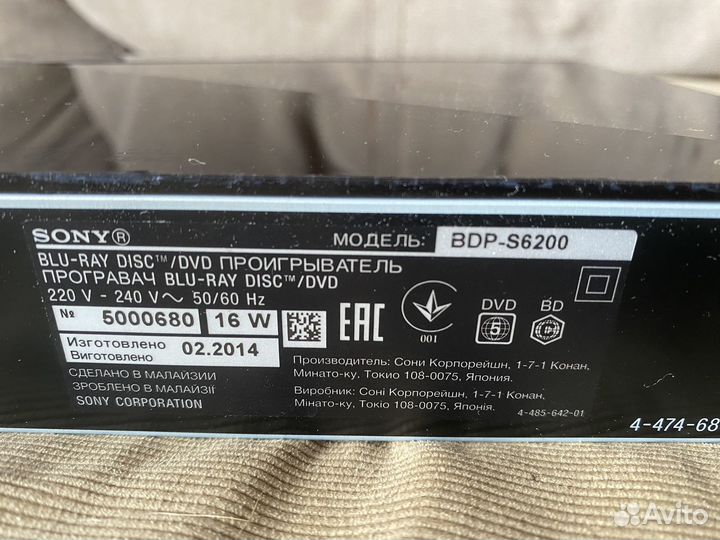 SONY® МОДЕЛЬ: BDP-S6200
BLU-RAY DISC™/DVD ПРОИГРЫВАТЕЛЬ
ПРОГРАВАЧ BLU-RAY DISC™/DVD
220 V - 240 V ~ 50/60 Hz
№ 5000680 16 W
EAC
001
DVD
5
BD
Изготовлено
Виготовлено 02.2014
СДЕЛАНО В МАЛАЙЗИИ
ЗРОБЛЕНО В МАЛАЙЗІЇ
SONY CORPORATION
Производитель: Сони Корпорейшн, 1-7-1 Конан,
Минато-ку, Токио 108-0075, Япония.
Виробник: Соні Корпорейшн, 1-7-1 Конан,
Мінато-ку, Токіо 108-0075, Японія.
4-485-642-01
4-474-68
Avito